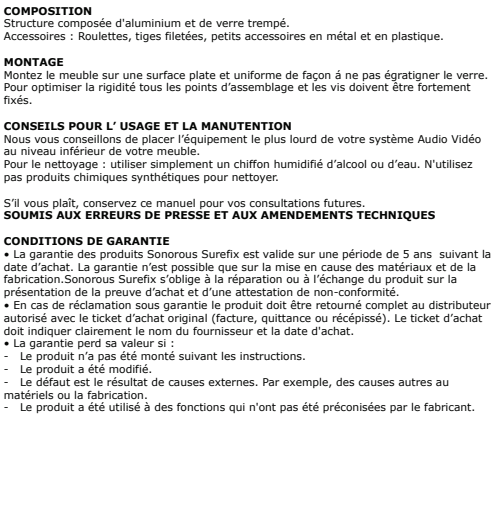 COMPOSITION
Structure composée d'aluminium et de verre trempé.
Accessoires : Roulettes, tiges filetées, petits accessoires en métal et en plastique.
MONTAGE
Montez le meuble sur une surface plate et uniforme de façon á ne pas égratigner le verre.
Pour optimiser la rigidité tous les points d'assemblage et les vis doivent être fortement
fixés.
CONSEILS POUR L' USAGE ET LA MANUTENTION
Nous vous conseillons de placer l'équipement le plus lourd de votre système Audio Vidéo
au niveau inférieur de votre meuble.
Pour le nettoyage : utiliser simplement un chiffon humidifié d'alcool ou d'eau. N'utilisez
pas produits chimiques synthétiques pour nettoyer.
S'il vous plaît, conservez ce manuel pour vos consultations futures.
SOUMIS AUX ERREURS DE PRESSE ET AUX AMENDEMENTS TECHNIQUES
CONDITIONS DE GARANTIE
• La garantie des produits Sonorous Surefix est valide sur une période de 5 ans  suivant la
date d'achat. La garantie n'est possible que sur la mise en cause des matériaux et de la
fabrication.Sonorous Surefix s'oblige à la réparation ou à l'échange du produit sur la
présentation de la preuve d'achat et d'une attestation de non-conformité.
• En cas de réclamation sous garantie le produit doit être retourné complet au distributeur
autorisé avec le ticket d'achat original (facture, quittance ou récépissé). Le ticket d'achat
doit indiquer clairement le nom du fournisseur et la date d'achat.
• La garantie perd sa valeur si :
- Le produit n'a pas été monté suivant les instructions.
- Le produit a été modifié.
- Le défaut est le résultat de causes externes. Par exemple, des causes autres au
matériels ou la fabrication.
- Le produit a été utilisé à des fonctions qui n'ont pas été préconisées par le fabricant.